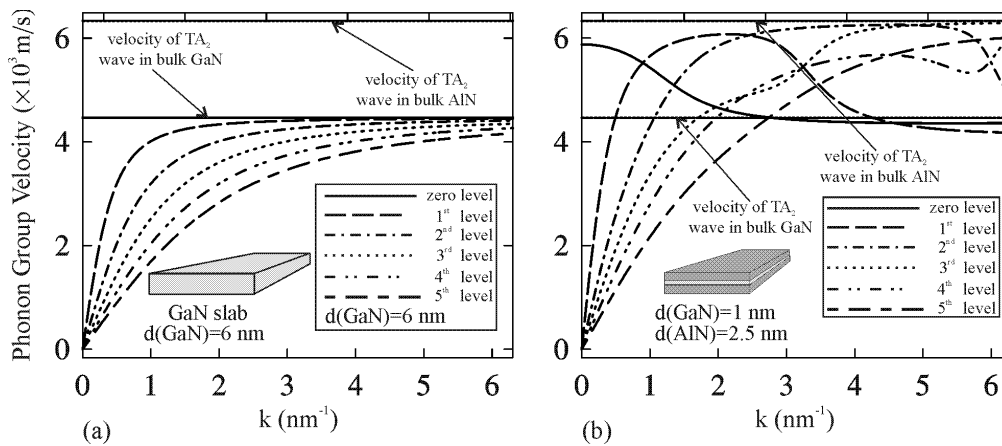 Phonon Group Velocity (×10³ m/s)
6
4
2
0
velocity of TA₂
wave in bulk GaN
velocity of TA₂
wave in bulk AlN
zero level
1st level
2nd level
3rd level
4th level
5th level
GaN slab
d(GaN)=6 nm
d(GaN)=6 nm
0 1 2 3 4 5 6
k (nm⁻¹)
(a)
6
4
2
0
velocity of TA₂
wave in bulk AlN
velocity of TA₂
wave in bulk GaN
zero level
1st level
2nd level
3rd level
4th level
5th level
d(GaN)=1 nm
d(AlN)=2.5 nm
0 1 2 3 4 5 6
k (nm⁻¹)
(b)